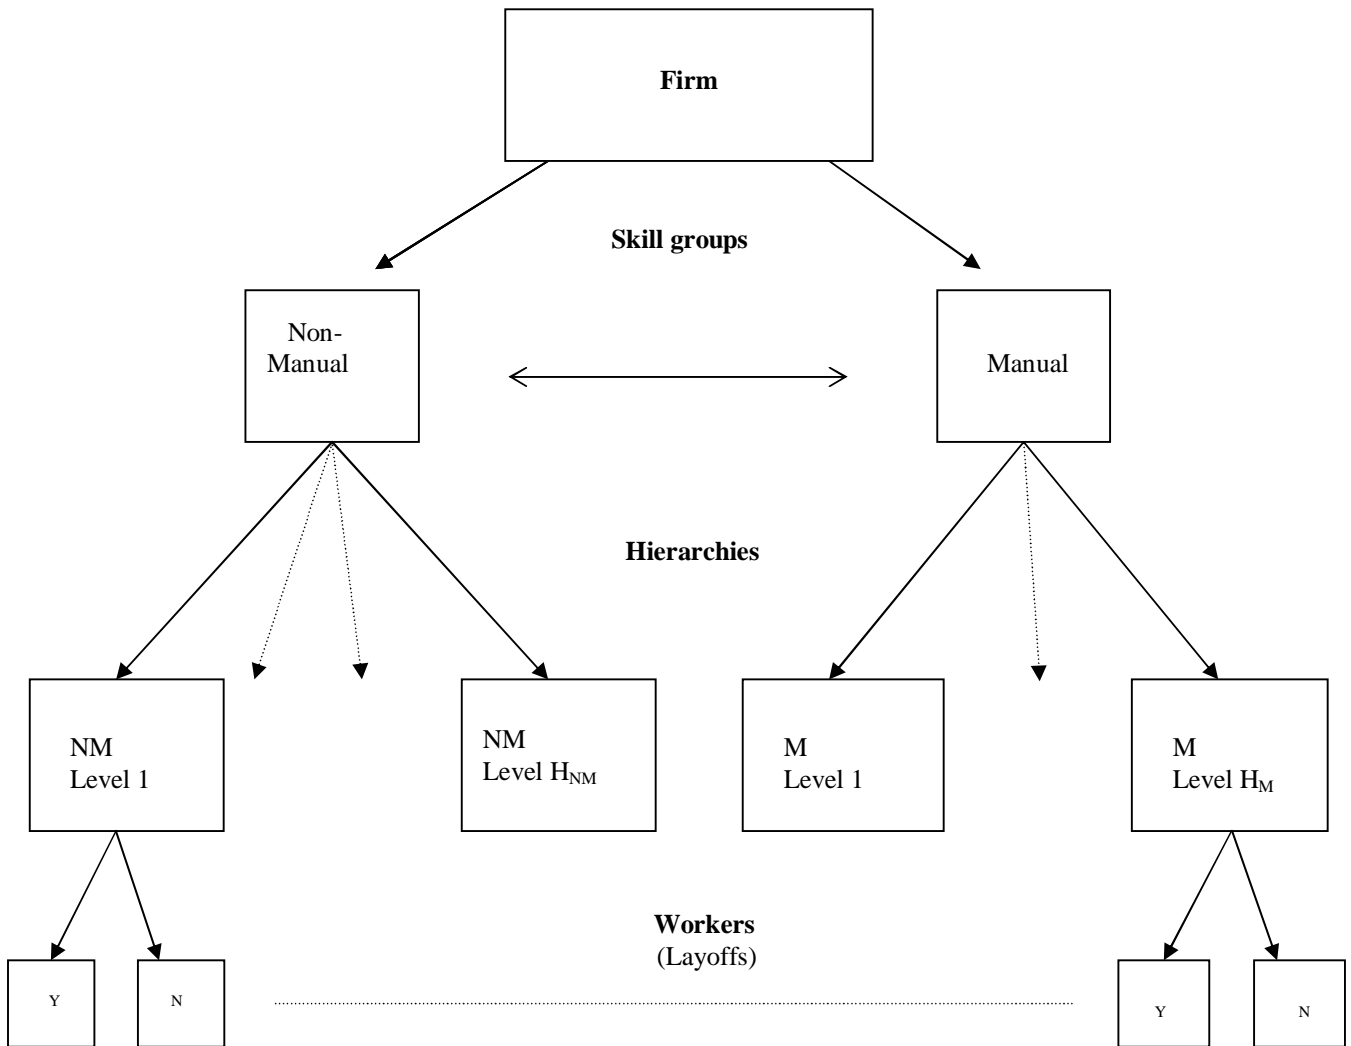 Firm
Skill groups
Non-
Manual
Manual
Hierarchies
NM
Level 1
NM
Level H_NM
M
Level 1
M
Level H_M
Workers
(Layoffs)
Y
N
Y
N